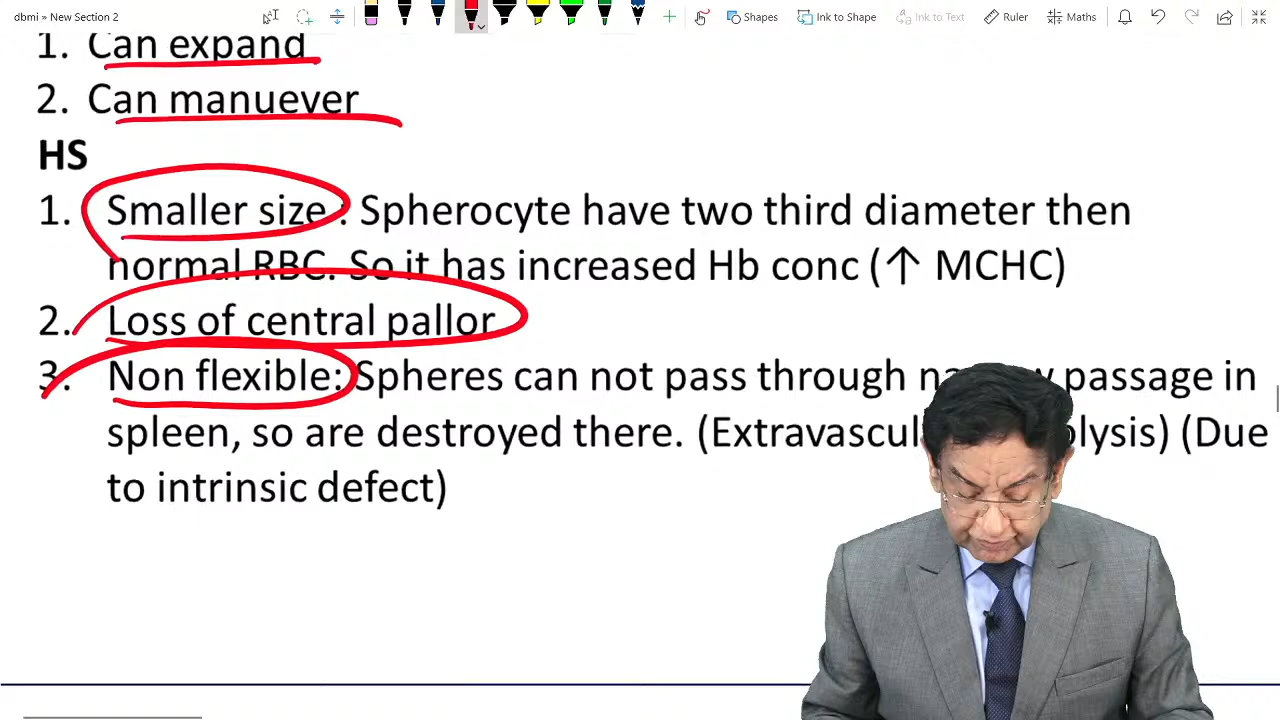 dbmi » New Section 2
Shapes
Ink to Shape
Ink to Text
Ruler
Maths
1. Can expand
2. Can manuever
HS
1. Smaller size : Spherocyte have two third diameter then
normal RBC. So it has increased Hb conc (↑ MCHC)
2. Loss of central pallor
3. Non flexible: Spheres can not pass through passage in
spleen, so are destroyed there. (Due
to intrinsic defect)